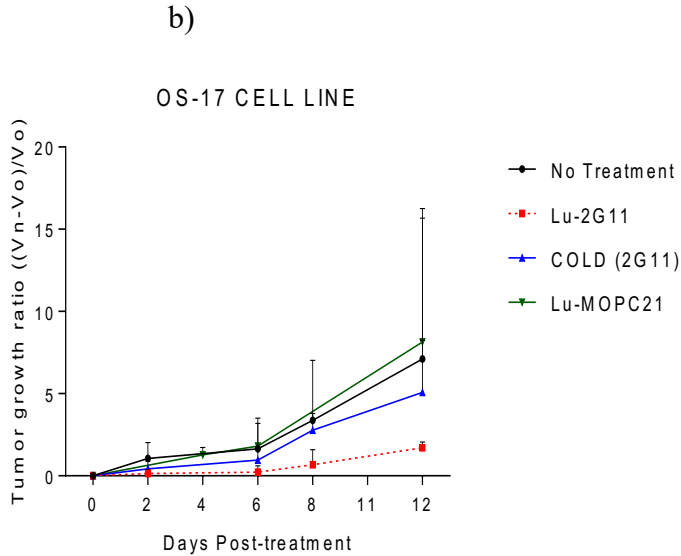 b)
OS-17 CELL LINE
Tumor growth ratio ((Vn-Vo)/Vo)
20
15
10
5
0
0 2 4 6 8 11 12
Days Post-treatment
No Treatment
Lu-2G11
COLD (2G11)
Lu-MOPC21